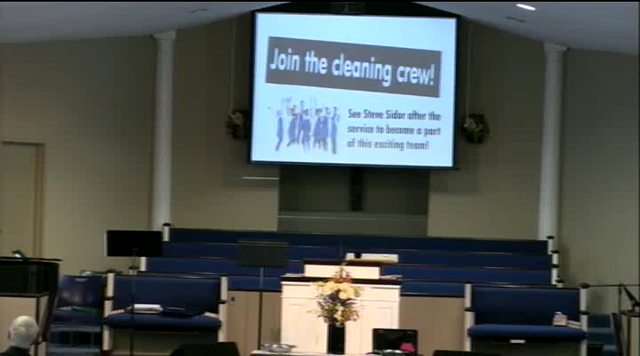 Join the cleaning crew!
See Steve Sidor after the
service to become a part
of this exciting team!